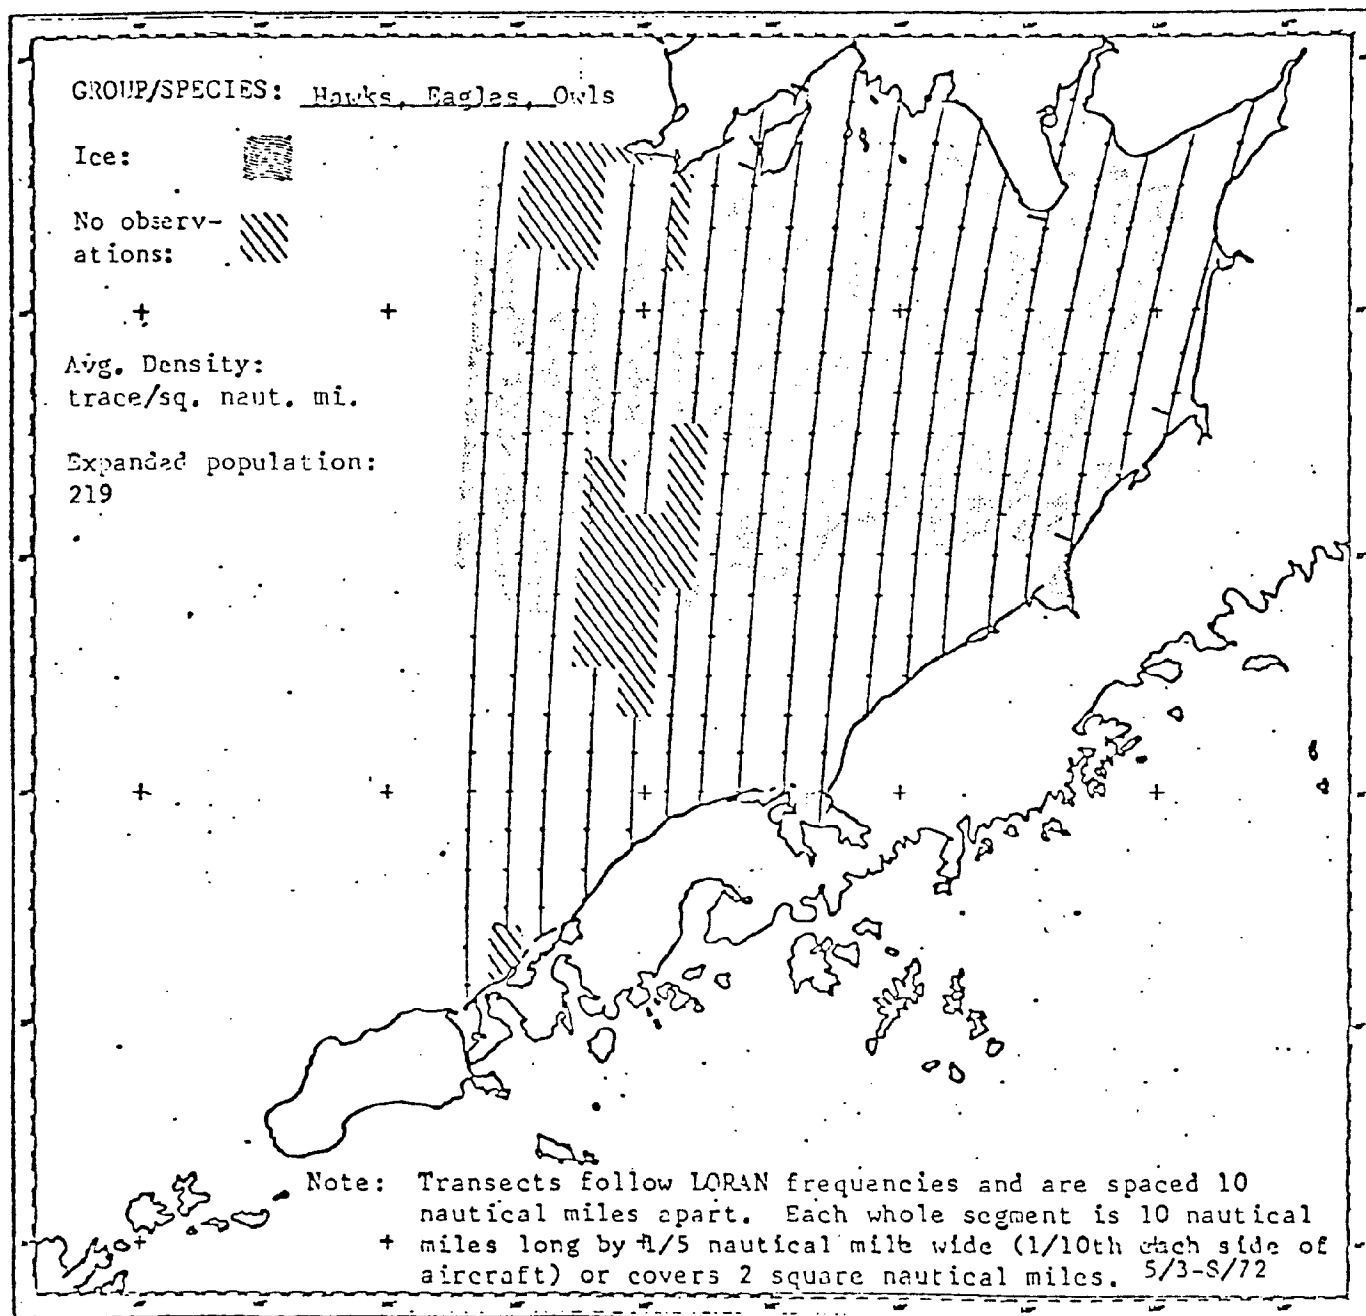 GROUP/SPECIES: Hawks, Eagles, Owls
Ice:
No observ-
ations:
Avg. Density:
trace/sq. naut. mi.
Expanded population:
219
Note: Transects follow LORAN frequencies and are spaced 10
nautical miles apart. Each whole segment is 10 nautical
miles long by 1/5 nautical mile wide (1/10th each side of
aircraft) or covers 2 square nautical miles. 5/3-8/72